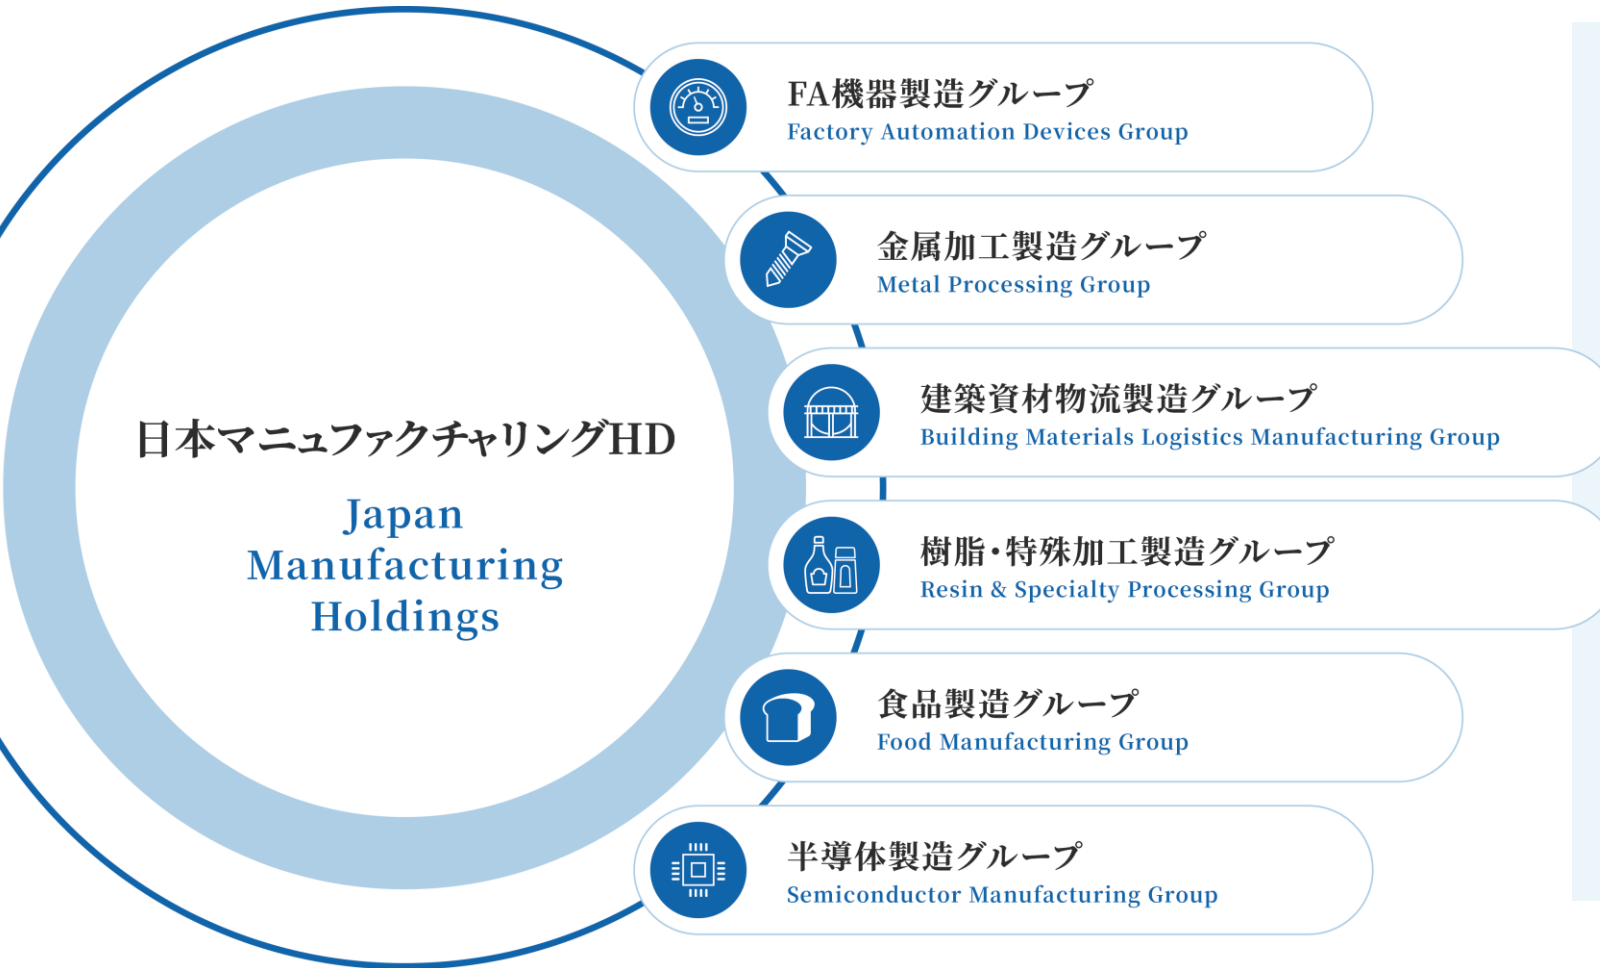 日本マニュファクチャリングHD
Japan
Manufacturing
Holdings
FA機器製造グループ
Factory Automation Devices Group
金属加工製造グループ
Metal Processing Group
建築資材物流製造グループ
Building Materials Logistics Manufacturing Group
樹脂・特殊加工製造グループ
Resin & Specialty Processing Group
食品製造グループ
Food Manufacturing Group
半導体製造グループ
Semiconductor Manufacturing Group